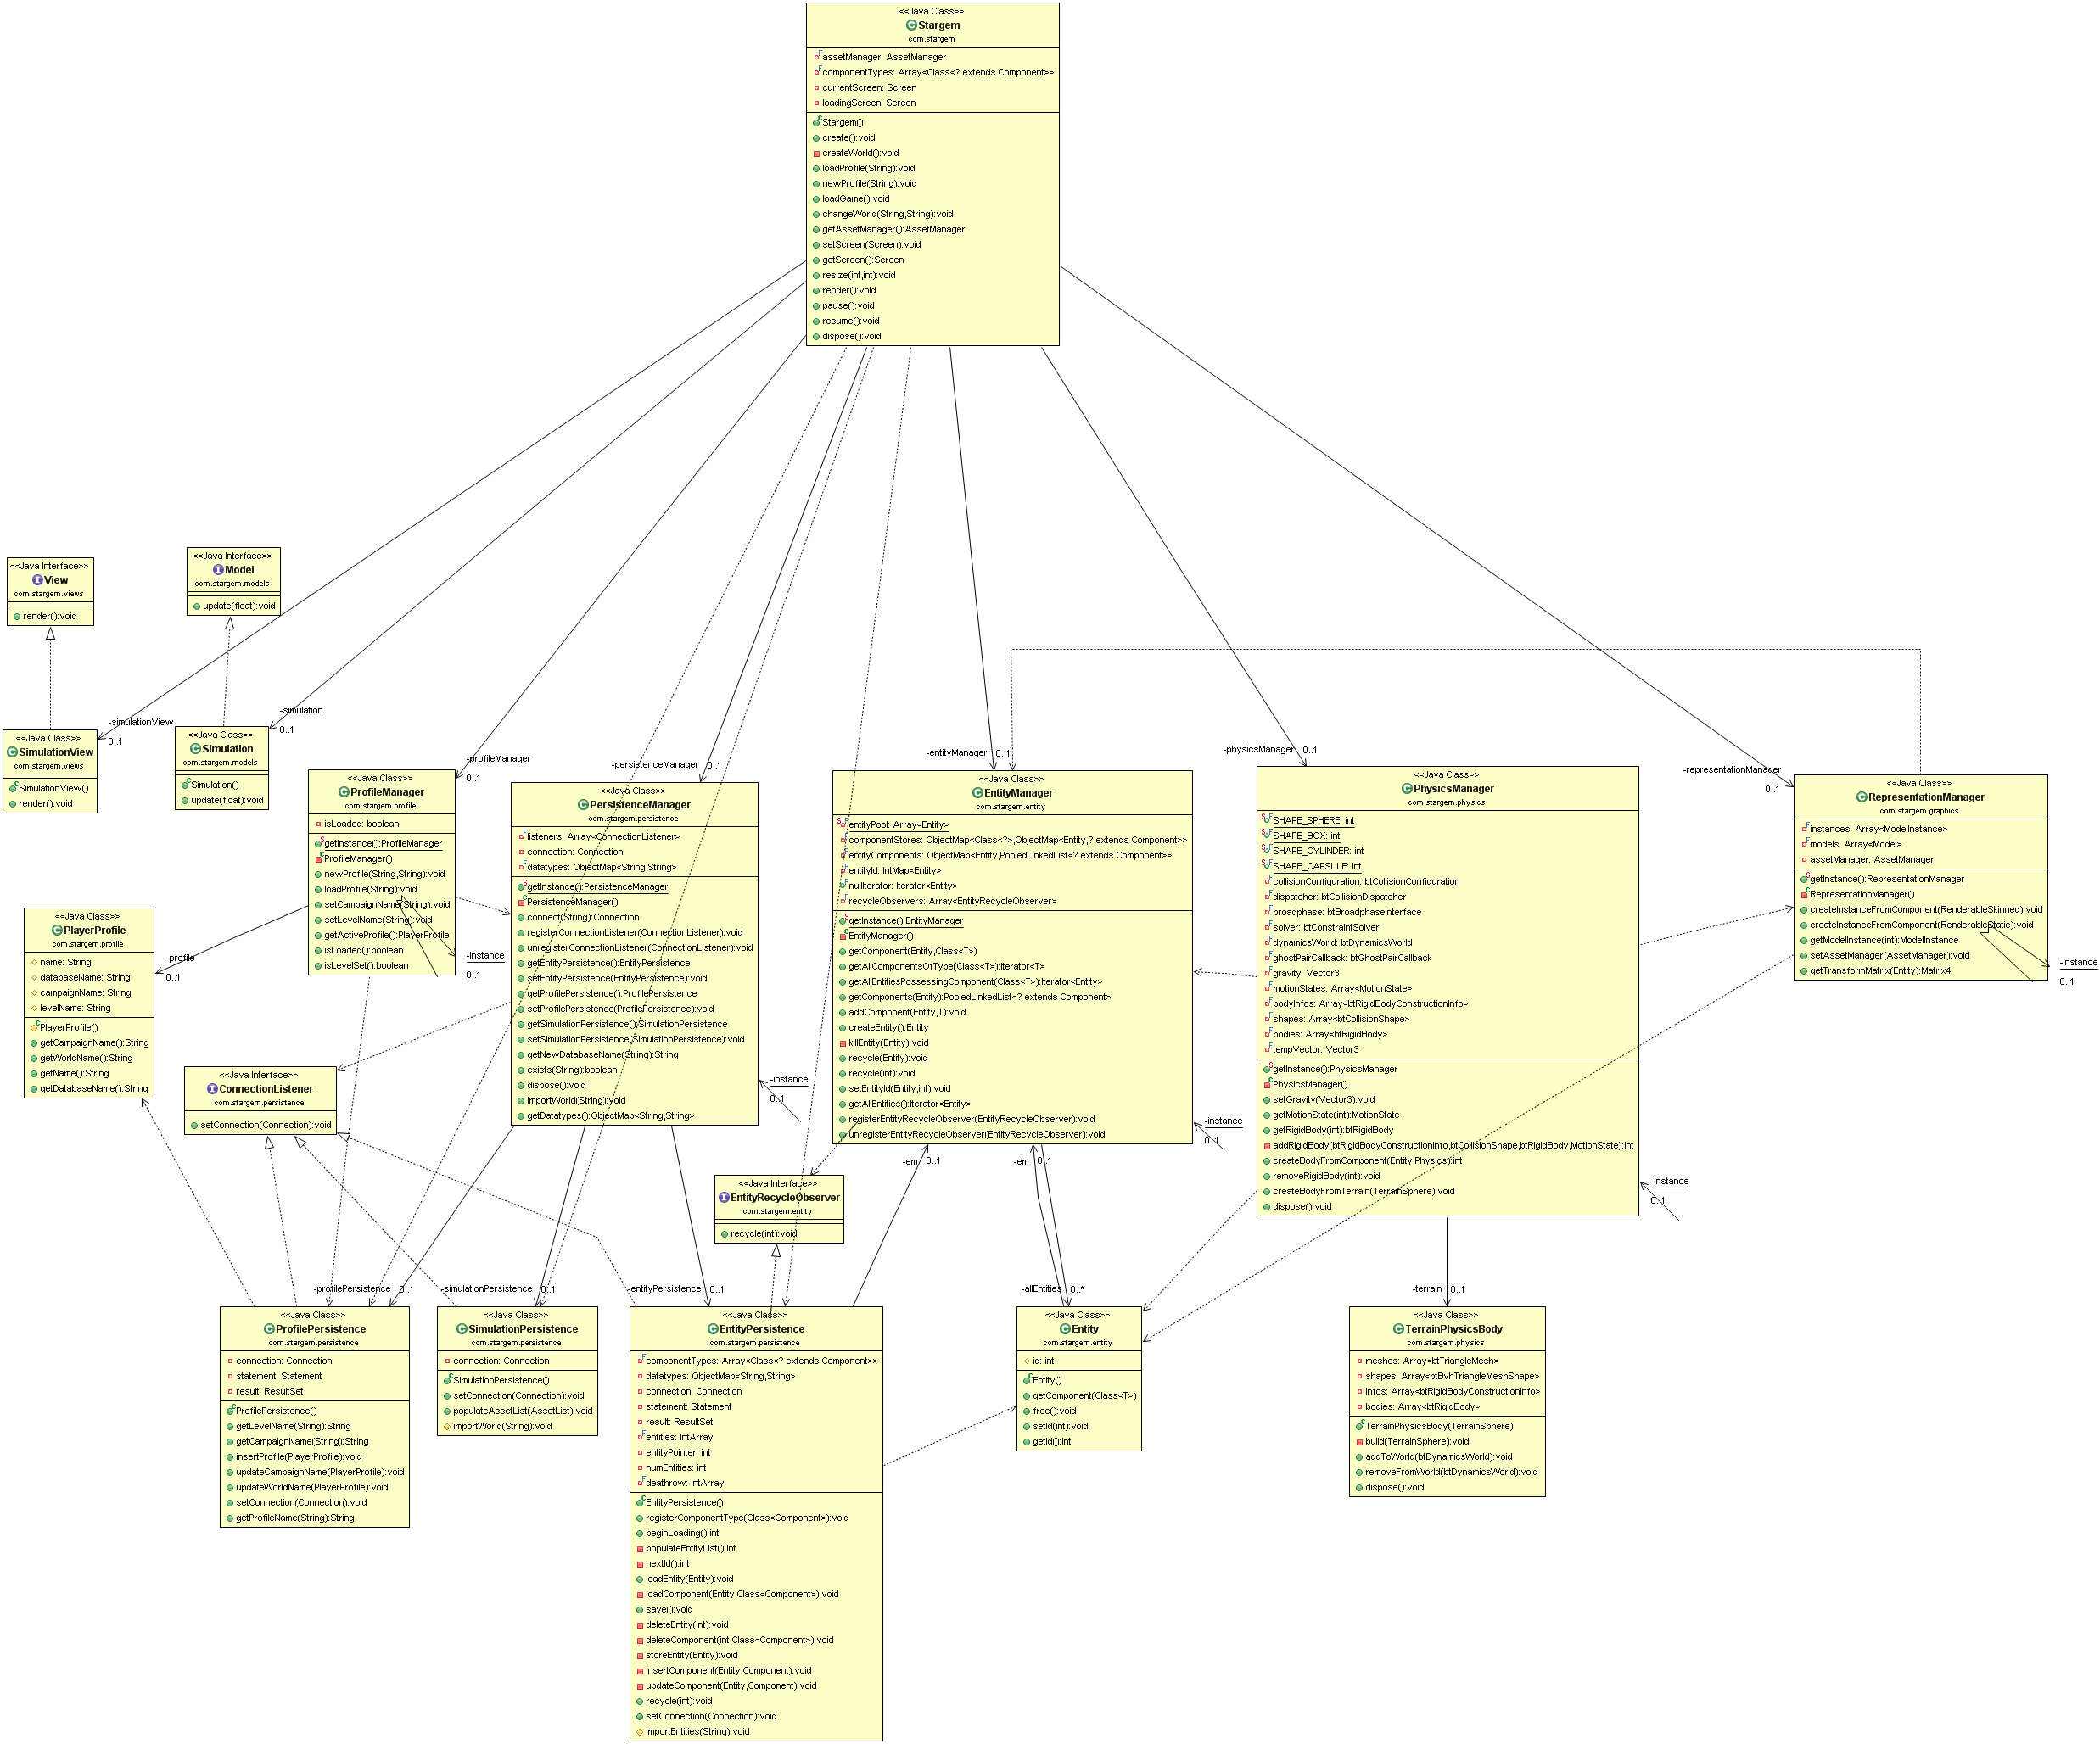 <<Java Class>>
Stargem
com.stargem
assetManager: AssetManager
componentTypes: Array<Class<? extends Component>>
currentScreen: Screen
loadingScreen: Screen
Stargem()
create():void
createWorld():void
loadProfile(String):void
newProfile(String):void
loadGame():void
changeWorld(String,String):void
getAssetManager():AssetManager
setScreen(Screen):void
getScreen():Screen
resize(int,int):void
render():void
pause():void
resume():void
dispose():void
<<Java Interface>>
View
com.stargem.views
render():void
<<Java Interface>>
Model
com.stargem.models
update(float):void
-simulationView
0..1
-simulation
0..1
-profileManager
0..1
-persistenceManager
0..1
-entityManager
0..1
-physicsManager
0..1
-representationManager
0..1
<<Java Class>>
SimulationView
com.stargem.views
SimulationView()
render():void
<<Java Class>>
Simulation
com.stargem.models
Simulation()
update(float):void
<<Java Class>>
ProfileManager
com.stargem.profile
isLoaded: boolean
getInstance():ProfileManager
ProfileManager()
newProfile(String,String):void
loadProfile(String):void
setCampaignName(String):void
setLevelName(String):void
getActiveProfile():PlayerProfile
isLoaded():boolean
isLevelSet():boolean
-instance
0..1
<<Java Class>>
PersistenceManager
com.stargem.persistence
listeners: Array<ConnectionListener>
connection: Connection
datatypes: ObjectMap<String,String>
getInstance():PersistenceManager
PersistenceManager()
connect(String):Connection
registerConnectionListener(ConnectionListener):void
unregisterConnectionListener(ConnectionListener):void
getEntityPersistence():EntityPersistence
setEntityPersistence(EntityPersistence):void
getProfilePersistence():ProfilePersistence
setProfilePersistence(ProfilePersistence):void
getSimulationPersistence():SimulationPersistence
setSimulationPersistence(SimulationPersistence):void
getNewDatabaseName(String):String
exists(String):boolean
dispose():void
importWorld(String):void
getDatatypes():ObjectMap<String,String>
-instance
0..1
<<Java Class>>
EntityManager
com.stargem.entity
entityPool: Array<Entity>
componentStores: ObjectMap<Class<?>,ObjectMap<Entity,? extends Component>>
entityComponents: ObjectMap<Entity,PooledLinkedList<? extends Component>>
entityId: IntMap<Entity>
nullIterator: Iterator<Entity>
recycleObservers: Array<EntityRecycleObserver>
getInstance():EntityManager
EntityManager()
getComponent(Entity,Class<T>)
getAllComponentsOfType(Class<T>):Iterator<T>
getAllEntitiesPossessingComponent(Class<T>):Iterator<Entity>
getComponents(Entity):PooledLinkedList<? extends Component>
addComponent(Entity,T):void
createEntity():Entity
killEntity(Entity):void
recycle(Entity):void
recycle(int):void
setEntityId(Entity,int):void
getAllEntities():Iterator<Entity>
registerEntityRecycleObserver(EntityRecycleObserver):void
unregisterEntityRecycleObserver(EntityRecycleObserver):void
-instance
0..1
<<Java Class>>
PhysicsManager
com.stargem.physics
SHAPE_SPHERE: int
SHAPE_BOX: int
SHAPE_CYLINDER: int
SHAPE_CAPSULE: int
collisionConfiguration: btCollisionConfiguration
dispatcher: btCollisionDispatcher
broadphase: btBroadphaseInterface
solver: btConstraintSolver
dynamicsWorld: btDynamicsWorld
ghostPairCallback: btGhostPairCallback
gravity: Vector3
motionStates: Array<MotionState>
bodyInfos: Array<btRigidBodyConstructionInfo>
shapes: Array<btCollisionShape>
bodies: Array<btRigidBody>
tempVector: Vector3
getInstance():PhysicsManager
PhysicsManager()
setGravity(Vector3):void
getMotionState(int):MotionState
getRigidBody(int):btRigidBody
addRigidBody(btRigidBodyConstructionInfo,btCollisionShape,btRigidBody,MotionState):int
createBodyFromComponent(Entity,Physics):int
removeRigidBody(int):void
createBodyFromTerrain(TerrainSphere):void
dispose():void
-instance
0..1
<<Java Class>>
RepresentationManager
com.stargem.graphics
instances: Array<ModelInstance>
models: Array<Model>
assetManager: AssetManager
getInstance():RepresentationManager
RepresentationManager()
createInstanceFromComponent(RenderableSkinned):void
createInstanceFromComponent(RenderableStatic):void
getModelInstance(int):ModelInstance
setAssetManager(AssetManager):void
getTransformMatrix(Entity):Matrix4
-instance
0..1
<<Java Class>>
PlayerProfile
com.stargem.profile
name: String
databaseName: String
campaignName: String
levelName: String
PlayerProfile()
getCampaignName():String
getWorldName():String
getName():String
getDatabaseName():String
-profile
0..1
<<Java Interface>>
ConnectionListener
com.stargem.persistence
setConnection(Connection):void
<<Java Interface>>
EntityRecycleObserver
com.stargem.entity
recycle(int):void
-em
0..1
-em
0..1
-profilePersistence
0..1
-simulationPersistence
0..1
-entityPersistence
0..1
-allEntities
0..*
-terrain
0..1
<<Java Class>>
ProfilePersistence
com.stargem.persistence
connection: Connection
statement: Statement
result: ResultSet
ProfilePersistence()
getLevelName(String):String
getCampaignName(String):String
insertProfile(PlayerProfile):void
updateCampaignName(PlayerProfile):void
updateWorldName(PlayerProfile):void
setConnection(Connection):void
getProfileName(String):String
<<Java Class>>
SimulationPersistence
com.stargem.persistence
connection: Connection
SimulationPersistence()
setConnection(Connection):void
populateAssetList(AssetList):void
importWorld(String):void
<<Java Class>>
EntityPersistence
com.stargem.persistence
componentTypes: Array<Class<? extends Component>>
datatypes: ObjectMap<String,String>
connection: Connection
statement: Statement
result: ResultSet
entities: IntArray
entityPointer: int
numEntities: int
deathrow: IntArray
EntityPersistence()
registerComponentType(Class<Component>):void
beginLoading():int
populateEntityList():int
nextId():int
loadEntity(Entity):void
loadComponent(Entity,Class<Component>):void
save():void
deleteEntity(int):void
deleteComponent(int,Class<Component>):void
storeEntity(Entity):void
insertComponent(Entity,Component):void
updateComponent(Entity,Component):void
recycle(int):void
setConnection(Connection):void
importEntities(String):void
<<Java Class>>
Entity
com.stargem.entity
id: int
Entity()
getComponent(Class<T>)
free():void
setId(int):void
getId():int
<<Java Class>>
TerrainPhysicsBody
com.stargem.physics
meshes: Array<btTriangleMesh>
shapes: Array<btBvhTriangleMeshShape>
infos: Array<btRigidBodyConstructionInfo>
bodies: Array<btRigidBody>
TerrainPhysicsBody(TerrainSphere)
build(TerrainSphere):void
addToWorld(btDynamicsWorld):void
removeFromWorld(btDynamicsWorld):void
dispose():void